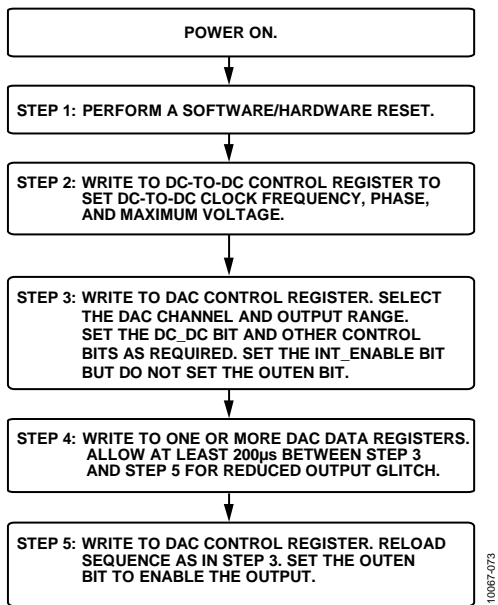 POWER ON.
STEP 1: PERFORM A SOFTWARE/HARDWARE RESET.
STEP 2: WRITE TO DC-TO-DC CONTROL REGISTER TO
SET DC-TO-DC CLOCK FREQUENCY, PHASE,
AND MAXIMUM VOLTAGE.
STEP 3: WRITE TO DAC CONTROL REGISTER. SELECT
THE DAC CHANNEL AND OUTPUT RANGE.
SET THE DC_DC BIT AND OTHER CONTROL
BITS AS REQUIRED. SET THE INT_ENABLE BIT
BUT DO NOT SET THE OUTEN BIT.
STEP 4: WRITE TO ONE OR MORE DAC DATA REGISTERS.
ALLOW AT LEAST 200µs BETWEEN STEP 3
AND STEP 5 FOR REDUCED OUTPUT GLITCH.
STEP 5: WRITE TO DAC CONTROL REGISTER. RELOAD
SEQUENCE AS IN STEP 3. SET THE OUTEN
BIT TO ENABLE THE OUTPUT.
10067-073